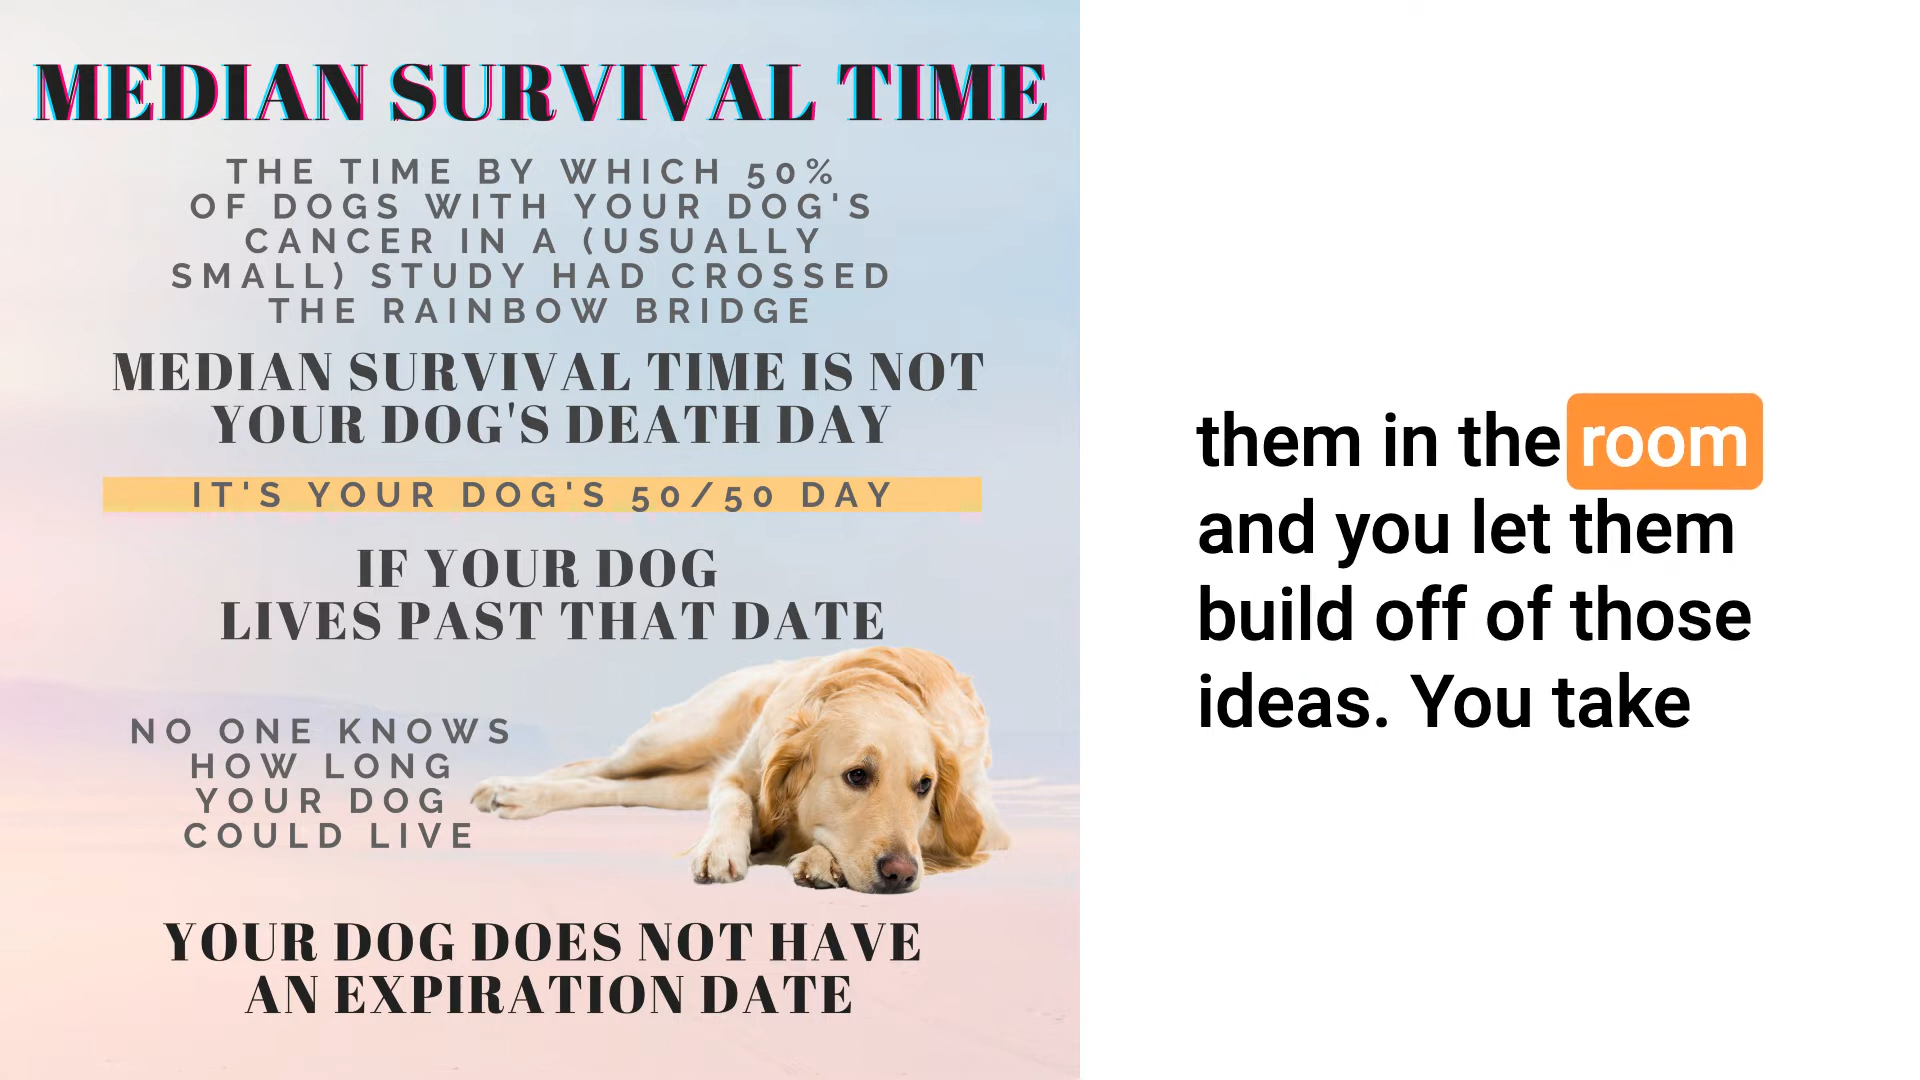 MEDIAN SURVIVAL TIME
THE TIME BY WHICH 50%
OF DOGS WITH YOUR DOG'S
CANCER IN A (USUALLY
SMALL) STUDY HAD CROSSED
THE RAINBOW BRIDGE
MEDIAN SURVIVAL TIME IS NOT
YOUR DOG'S DEATH DAY
IT'S YOUR DOG'S 50/50 DAY
IF YOUR DOG
LIVES PAST THAT DATE
NO ONE KNOWS
HOW LONG
YOUR DOG
COULD LIVE
YOUR DOG DOES NOT HAVE
AN EXPIRATION DATE
them in the room
and you let them
build off of those
ideas. You take